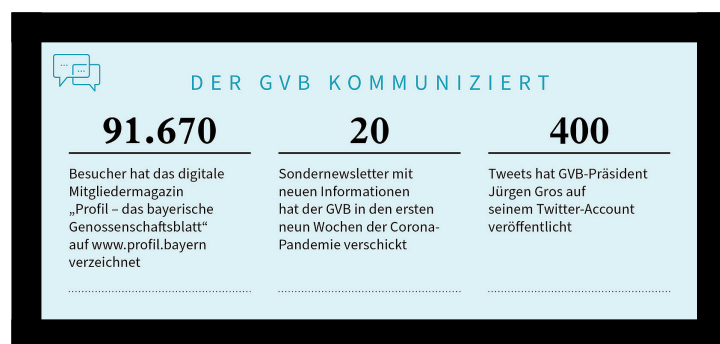 DER GVB KOMMUNIZIERT
91.670
Besucher hat das digitale
Mitgliedermagazin
„Profil – das bayerische
Genossenschaftsblatt“
auf www.profil.bayern
verzeichnet
20
Sondernewsletter mit
neuen Informationen
hat der GVB in den ersten
neun Wochen der Corona-
Pandemie verschickt
400
Tweets hat GVB-Präsident
Jürgen Gros auf
seinem Twitter-Account
veröffentlicht